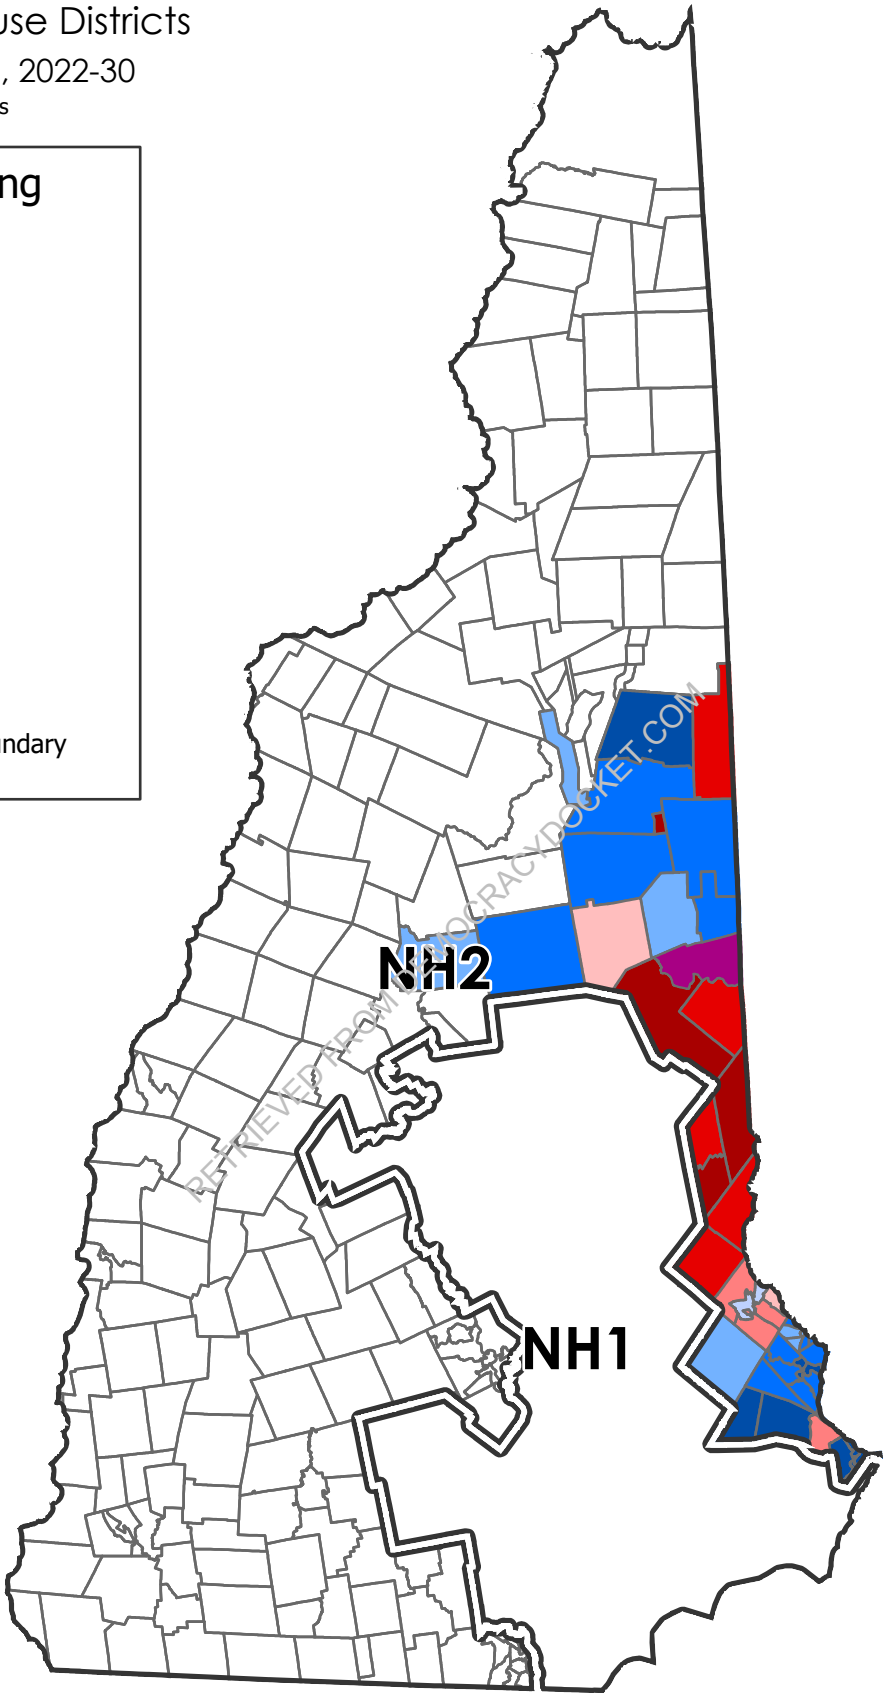 use Districts
, 2022-30
s
ng
ndary
RETRIEVED FROM DEMOCRACYDOCKET.COM
NH2
NH1